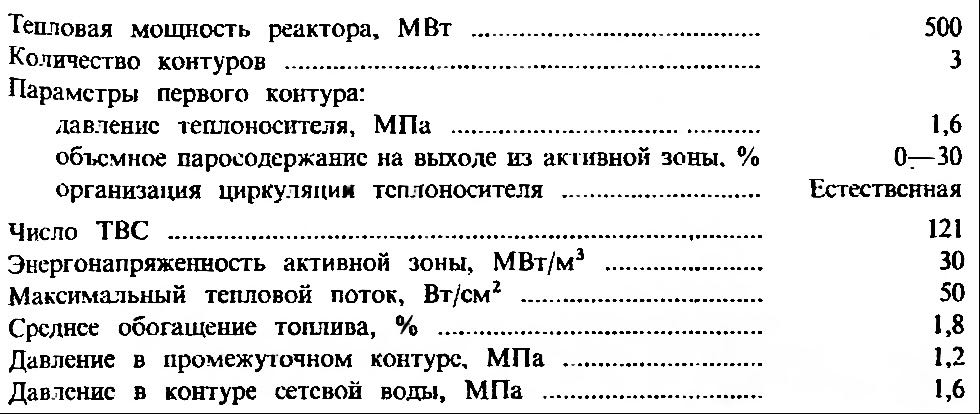 Тепловая мощность реактора, МВт ........ 500
Количество контуров ........ 3
Параметры первого контура:
давление теплоносителя, МПа ........ 1,6
объемное паросодержание на выходе из активной зоны, % 0—30
организация циркуляции теплоносителя ........ Естественная
Число ТВС ........ 121
Энергонапряженность активной зоны, МВт/м³ ........ 30
Максимальный тепловой поток, Вт/см² ........ 50
Среднее обогащение топлива, % ........ 1,8
Давление в промежуточном контуре, МПа ........ 1,2
Давление в контуре сетевой воды, МПа ........ 1,6